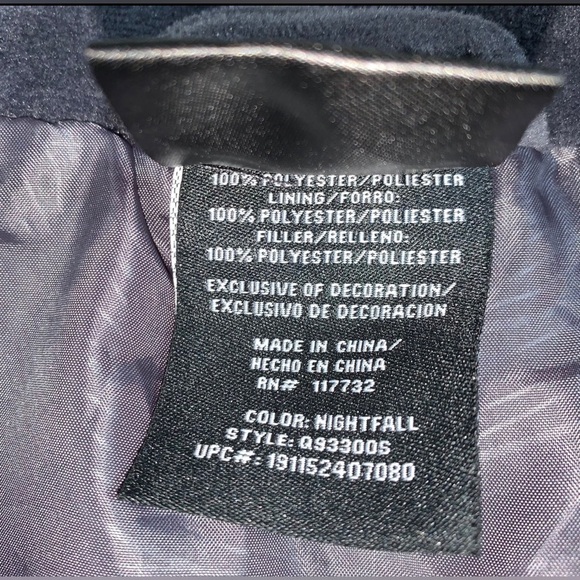 100% POLYESTER/POLIESTER
LINING/FORRO:
100% POLYESTER/POLIESTER
FILLER/RELLENO:
100% POLYESTER/POLIESTER
EXCLUSIVE OF DECORATION/
EXCLUSIVO DE DECORACION
MADE IN CHINA/
HECHO EN CHINA
RN# 117732
COLOR: NIGHTFALL
STYLE: Q93300S
UPC#: 191152407080